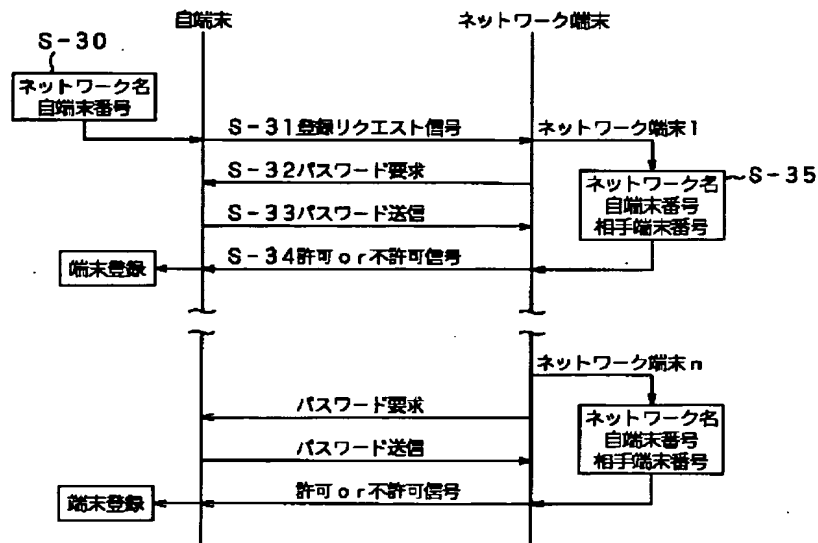 自端末
ネットワーク端末
S-30
ネットワーク名
自端末番号
S-31登録リクエスト信号
ネットワーク端末1
S-32パスワード要求
S-35
ネットワーク名
自端末番号
相手端末番号
S-33パスワード送信
S-34許可or不許可信号
端末登録
ネットワーク端末n
パスワード要求
ネットワーク名
自端末番号
相手端末番号
パスワード送信
許可or不許可信号
端末登録